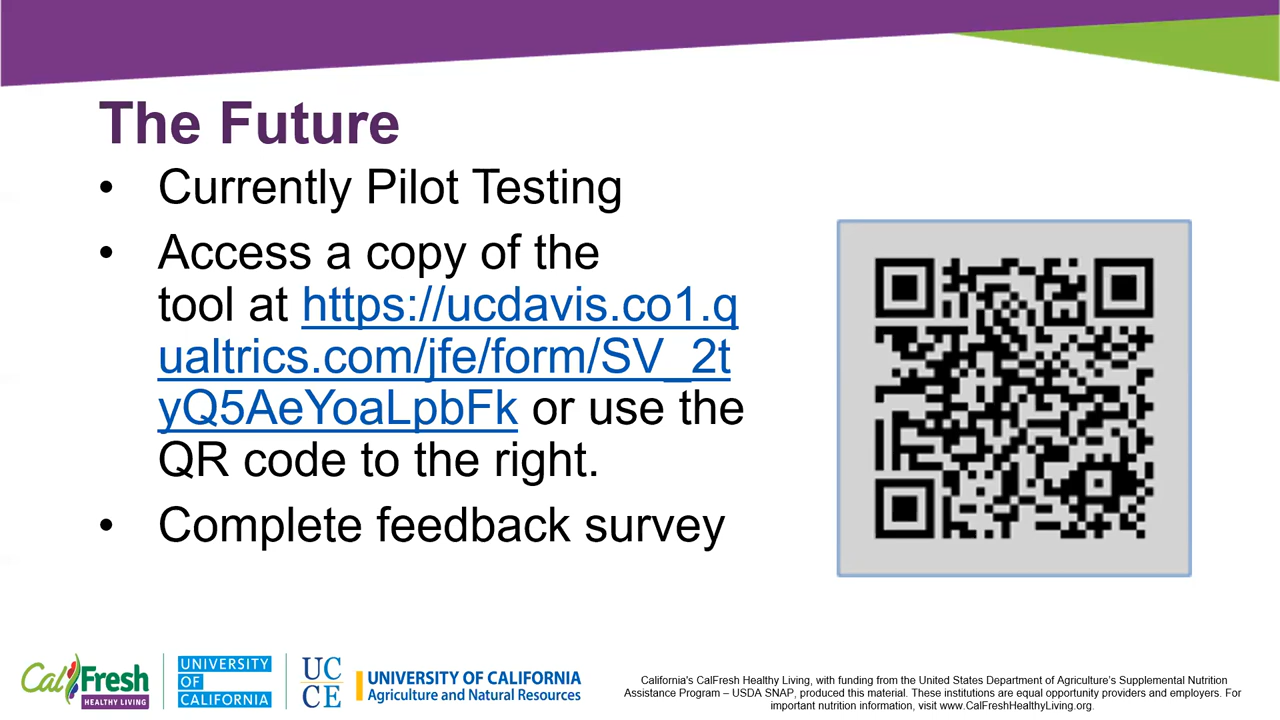 The Future
• Currently Pilot Testing
• Access a copy of the
tool at https://ucdavis.co1.q
ualtrics.com/jfe/form/SV_2t
yQ5AeYoaLpbFk or use the
QR code to the right.
• Complete feedback survey
CalFresh
HEALTHY LIVING
UNIVERSITY
OF
CALIFORNIA
UC
CE
UNIVERSITY OF CALIFORNIA
Agriculture and Natural Resources
California's CalFresh Healthy Living, with funding from the United States Department of Agriculture's Supplemental Nutrition
Assistance Program – USDA SNAP, produced this material. These institutions are equal opportunity providers and employers. For
important nutrition information, visit www.CalFreshHealthyLiving.org.